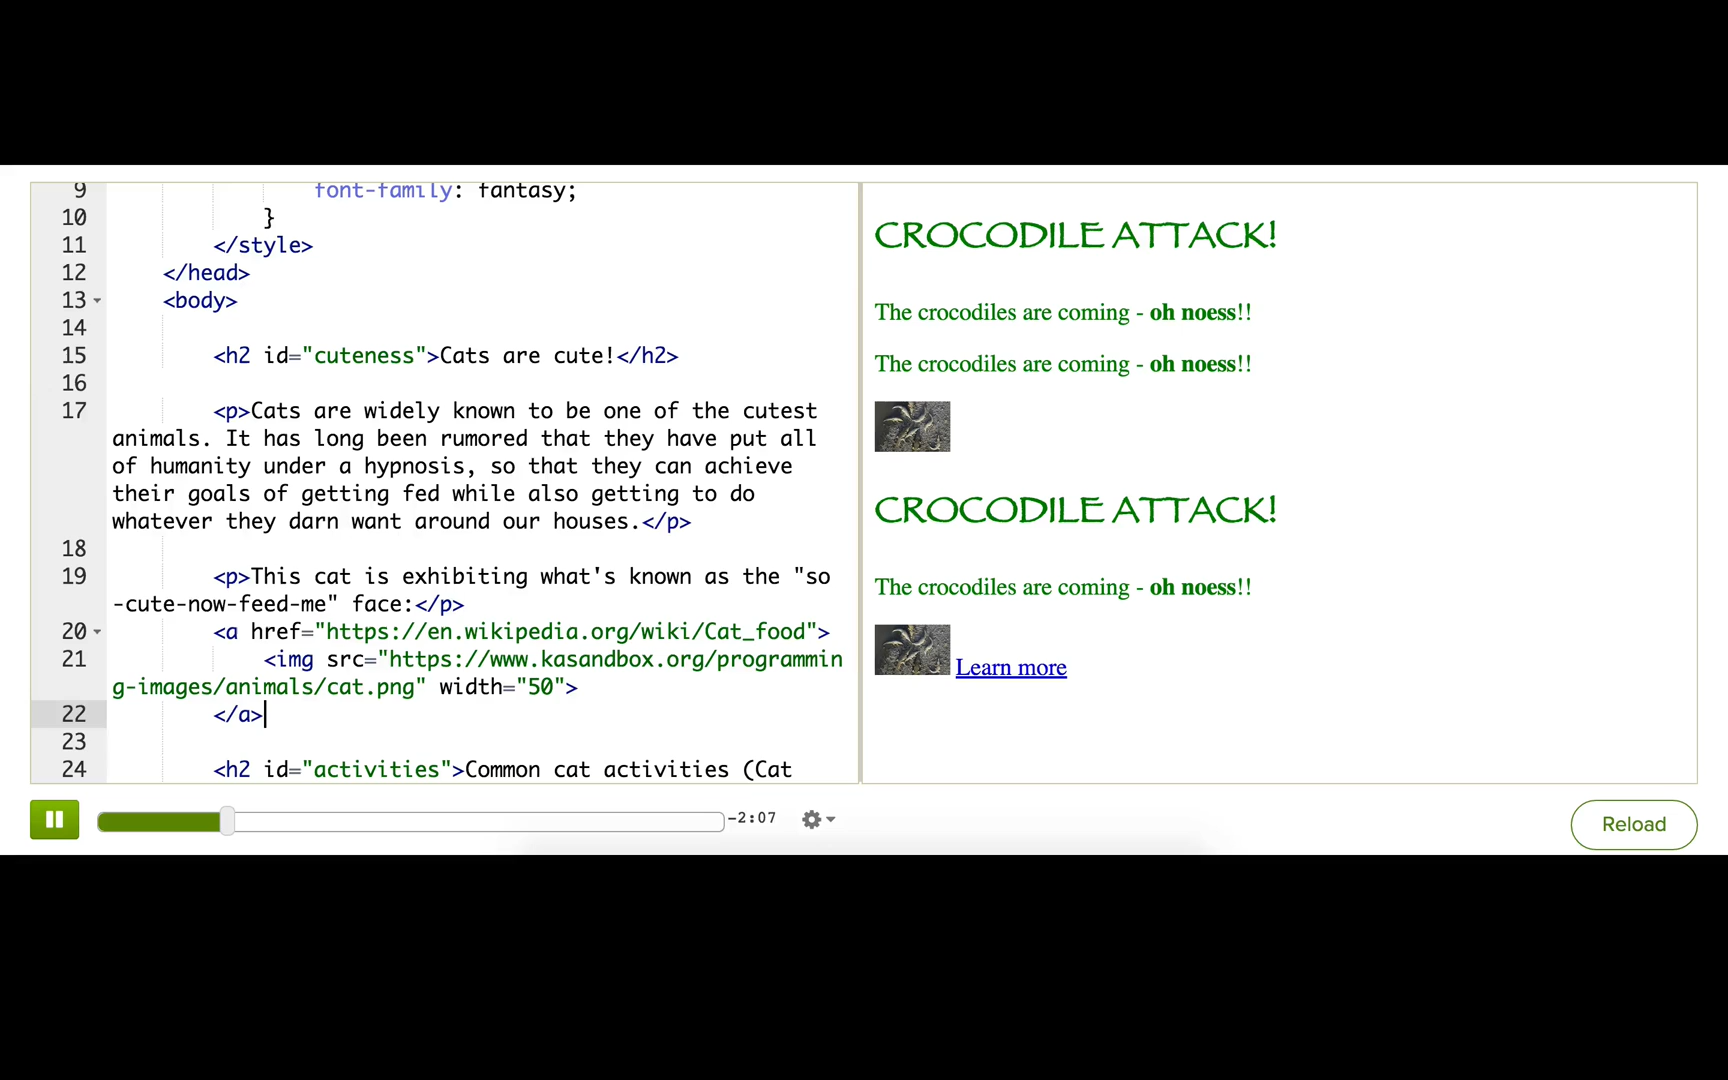 9 font-family: fantasy;
10 }
11 </style>
12 </head>
13 <body>
14
15 <h2 id="cuteness">Cats are cute!</h2>
16
17 <p>Cats are widely known to be one of the cutest
animals. It has long been rumored that they have put all
of humanity under a hypnosis, so that they can achieve
their goals of getting fed while also getting to do
whatever they darn want around our houses.</p>
18
19 <p>This cat is exhibiting what's known as the "so
-cute-now-feed-me" face:</p>
20 <a href="https://en.wikipedia.org/wiki/Cat_food">
21 <img src="https://www.kasandbox.org/programmin
g-images/animals/cat.png" width="50">
22 </a>
23
24 <h2 id="activities">Common cat activities (Cat
CROCODILE ATTACK!
The crocodiles are coming - oh noess!!
The crocodiles are coming - oh noess!!
CROCODILE ATTACK!
The crocodiles are coming - oh noess!!
Learn more
-2:07
Reload